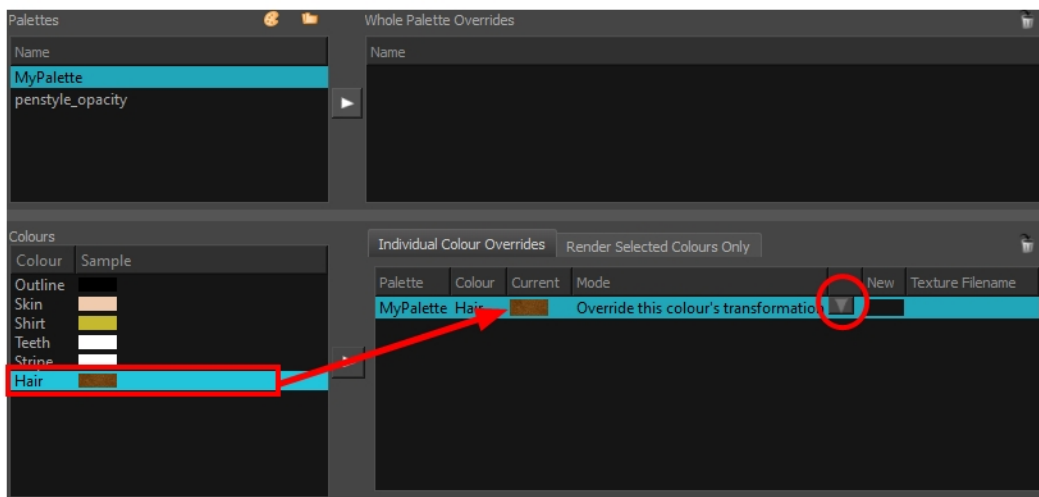 Palettes
Whole Palette Overrides
Name
Name
MyPalette
penstyle_opacity
Colours
Individual Colour Overrides
Render Selected Colours Only
Colour Sample
Palette Colour Current Mode New Texture Filename
Outline
MyPalette Hair Override this colour's transformation
Skin
Shirt
Teeth
Stripe
Hair